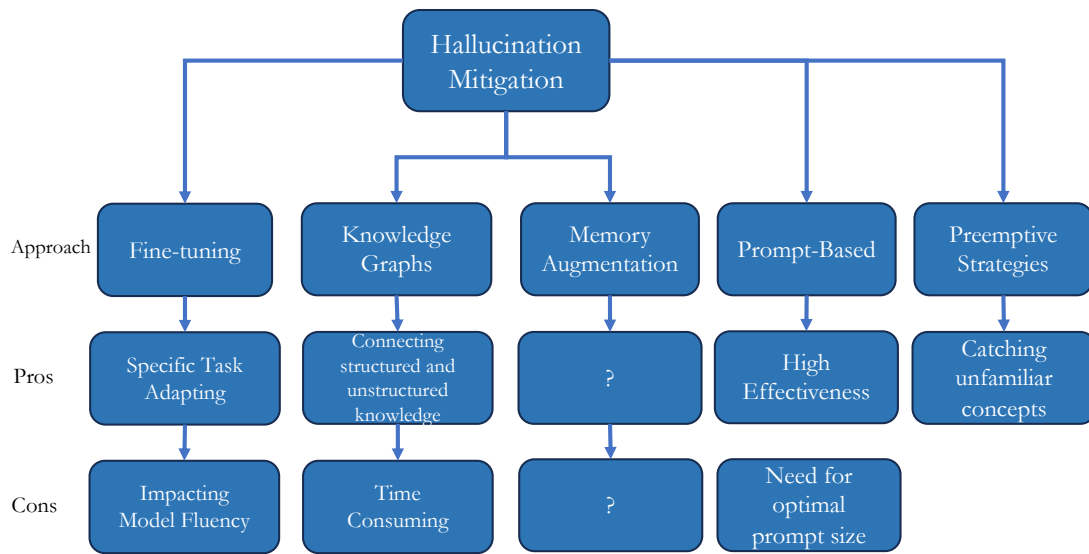 Hallucination
Mitigation
Approach
Fine-tuning
Knowledge
Graphs
Memory
Augmentation
Prompt-Based
Preemptive
Strategies
Pros
Specific Task
Adapting
Connecting
structured and
unstructured
knowledge
?
High
Effectiveness
Catching
unfamiliar
concepts
Cons
Impacting
Model Fluency
Time
Consuming
?
Need for
optimal
prompt size